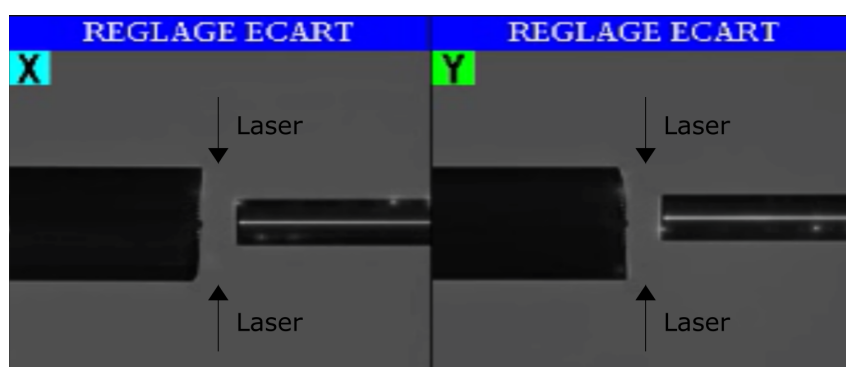 REGLAGE ECART
X
Laser
Laser
REGLAGE ECART
Y
Laser
Laser